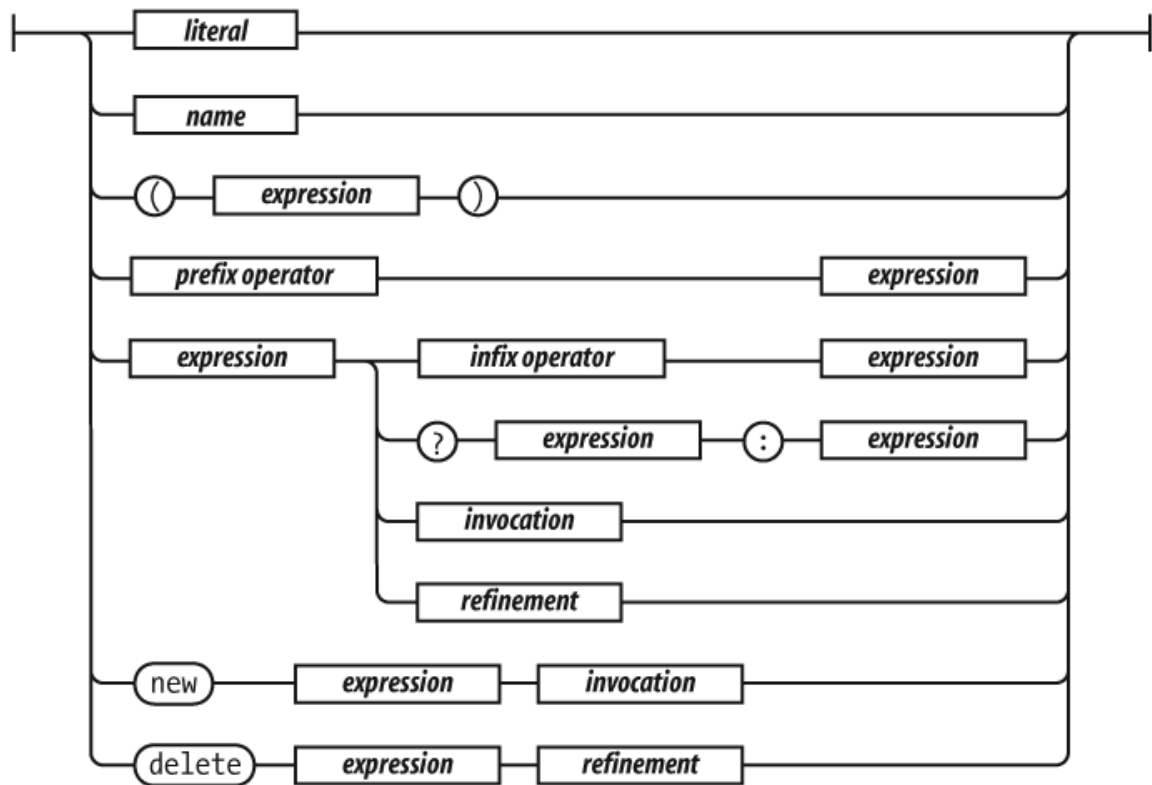 literal
name
( expression )
prefix operator expression
expression infix operator expression
? expression : expression
invocation
refinement
new expression invocation
delete expression refinement